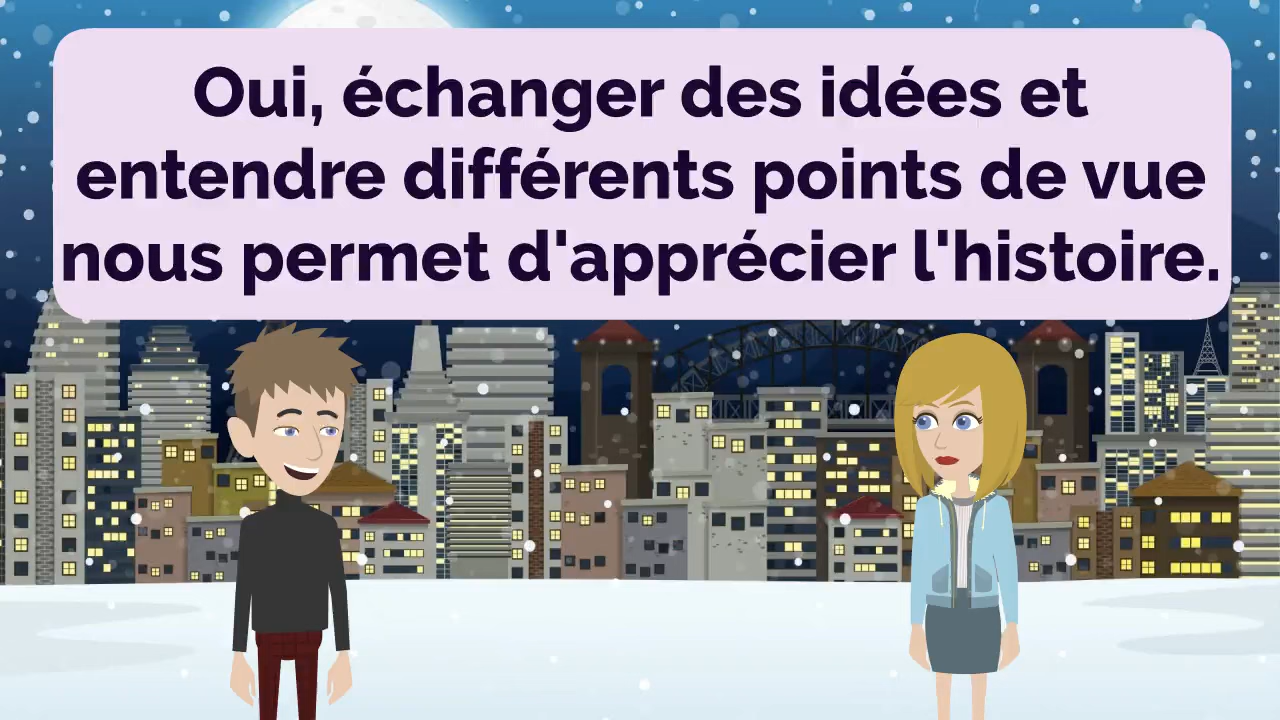 Oui, échanger des idées et
entendre différents points de vue
nous permet d'apprécier l'histoire.